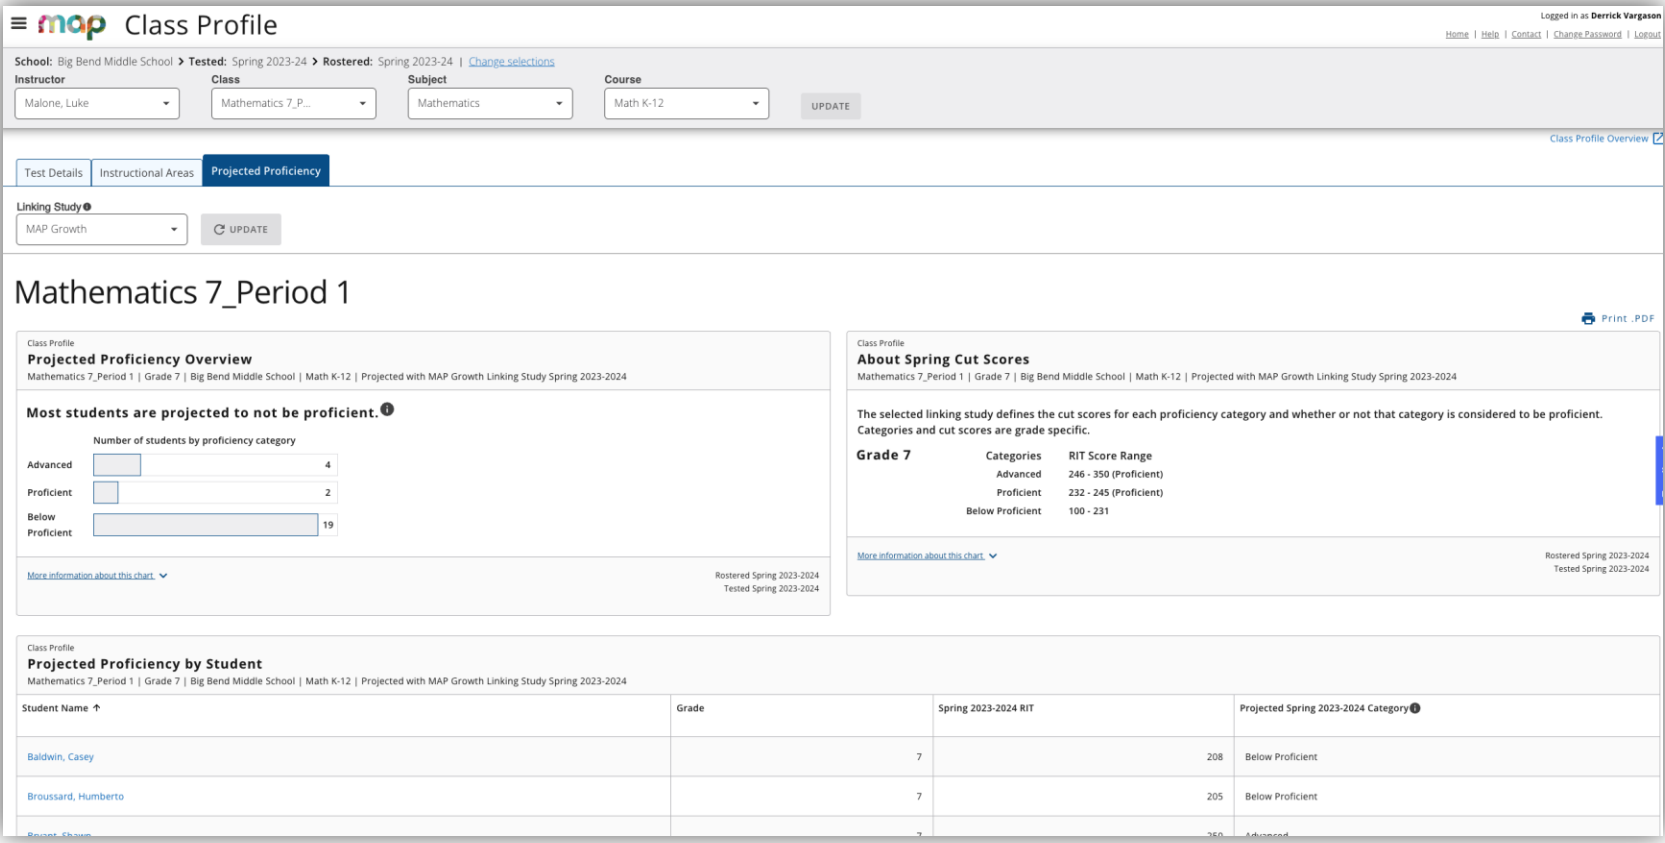 map Class Profile
Logged in as Derrick Vargason
Home | Help | Contact | Change Password | Logout
School: Big Bend Middle School > Tested: Spring 2023-24 > Rostered: Spring 2023-24 | Change selections
Instructor Class Subject Course
Malone, Luke Mathematics 7_P... Mathematics Math K-12 UPDATE
Class Profile Overview
Test Details Instructional Areas Projected Proficiency
Linking Study
MAP Growth UPDATE
Mathematics 7_Period 1
Print .PDF
Class Profile
Projected Proficiency Overview
Mathematics 7_Period 1 | Grade 7 | Big Bend Middle School | Math K-12 | Projected with MAP Growth Linking Study Spring 2023-2024
Most students are projected to not be proficient.
Number of students by proficiency category
Advanced 4
Proficient 2
Below
Proficient 19
More information about this chart
Rostered Spring 2023-2024
Tested Spring 2023-2024
Class Profile
About Spring Cut Scores
Mathematics 7_Period 1 | Grade 7 | Big Bend Middle School | Math K-12 | Projected with MAP Growth Linking Study Spring 2023-2024
The selected linking study defines the cut scores for each proficiency category and whether or not that category is considered to be proficient.
Categories and cut scores are grade specific.
Grade 7 Categories RIT Score Range
Advanced 246 - 350 (Proficient)
Proficient 232 - 245 (Proficient)
Below Proficient 100 - 231
More information about this chart
Rostered Spring 2023-2024
Tested Spring 2023-2024
Class Profile
Projected Proficiency by Student
Mathematics 7_Period 1 | Grade 7 | Big Bend Middle School | Math K-12 | Projected with MAP Growth Linking Study Spring 2023-2024
Student Name ↑ Grade Spring 2023-2024 RIT Projected Spring 2023-2024 Category
Baldwin, Casey 7 208 Below Proficient
Broussard, Humberto 7 205 Below Proficient
Bryant, Shawn 7 250 Advanced